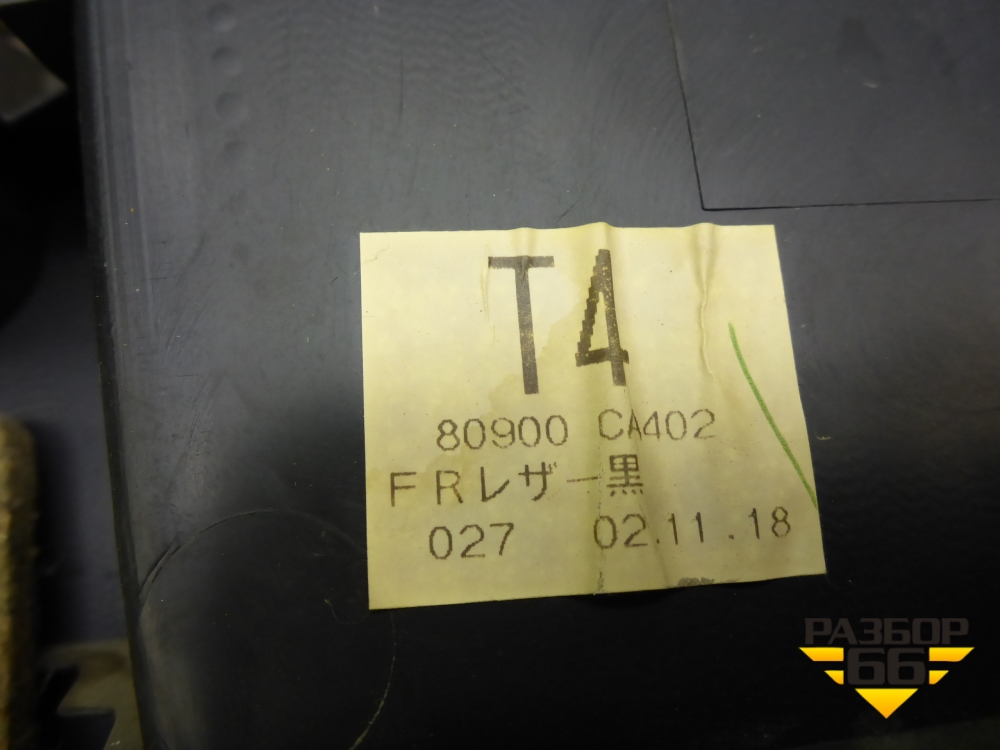 T4
80900 CA402
FRレザー黒
027 02.11.18
РАЗБОР
66